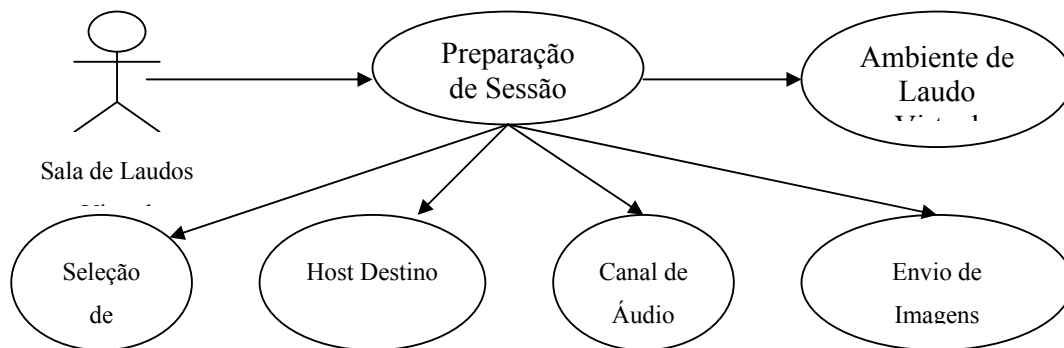 Preparação
de Sessão
Ambiente de
Laudo
Sala de Laudos
Seleção
de
Host Destino
Canal de
Áudio
Envio de
Imagens